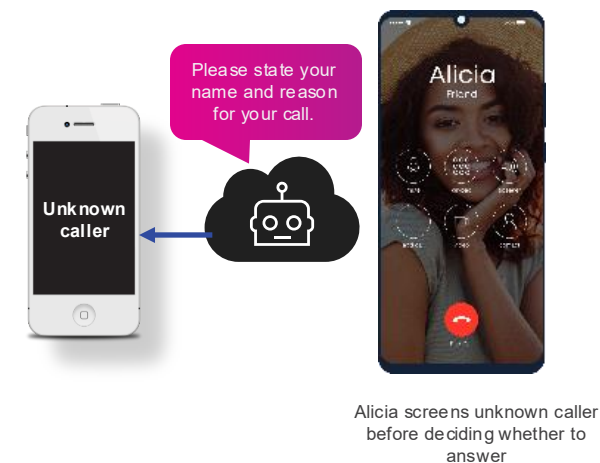 Please state your
name and reason
for your call.
Unknown
caller
Alicia
Friend
Alicia screens unknown caller
before deciding whether to
answer